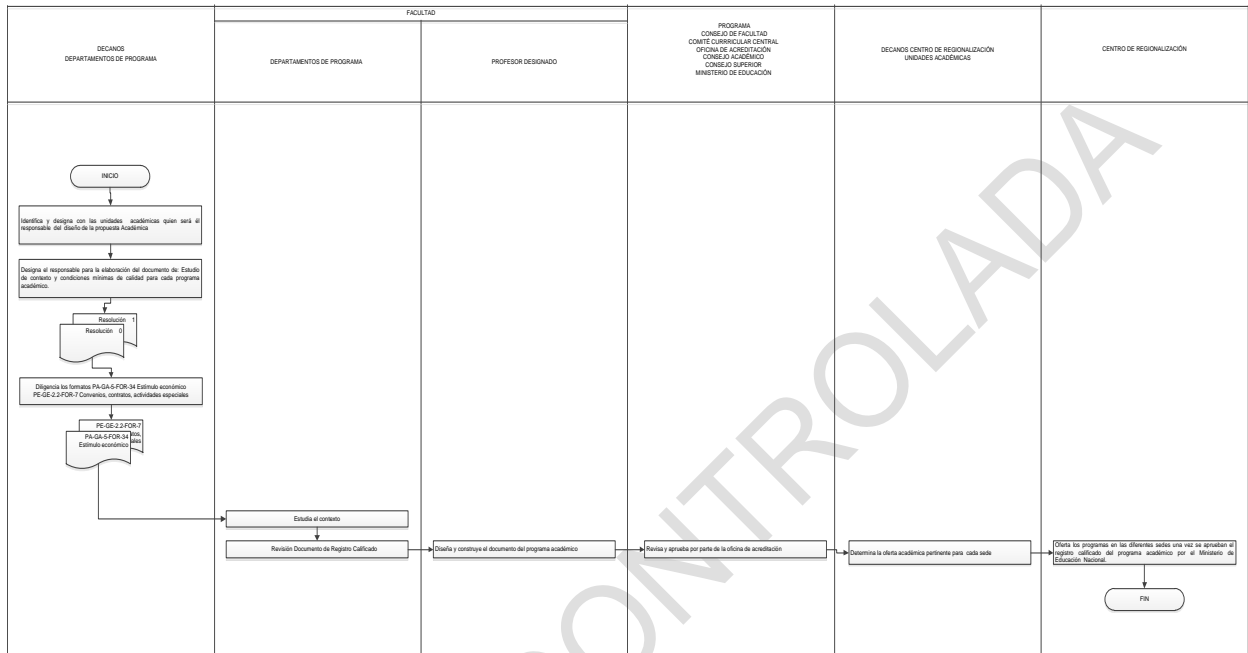 FACULTAD
DECANOS
DEPARTAMENTOS DE PROGRAMA
DEPARTAMENTOS DE PROGRAMA
PROFESOR DESIGNADO
PROGRAMA
CONSEJO DE FACULTAD
COMITÉ CURRRICULAR CENTRAL
OFICINA DE ACREDITACIÓN
CONSEJO ACADÉMICO
CONSEJO SUPERIOR
MINISTERIO DE EDUCACIÓN
DECANOS CENTRO DE REGIONALIZACIÓN
UNIDADES ACADÉMICAS
CENTRO DE REGIONALIZACIÓN
INICIO
Identifica y designa con las unidades académicas quien será él
responsable del diseño de la propuesta Académica
Designa el responsable para la elaboración del documento de: Estudio
de contexto y condiciones mínimas de calidad para cada programa
académico.
Resolución 1
Resolución 0
Diligencia los formatos PA-GA-5-FOR-34 Estímulo económico
PE-GE-2.2-FOR-7 Convenios, contratos, actividades especiales
PE-GE-2.2-FOR-7
PA-GA-5-FOR-34
Estímulo económico
Estudia el contexto
Revisión Documento de Registro Calificado
Diseña y construye el documento del programa académico
Revisa y aprueba por parte de la oficina de acreditación
Determina la oferta académica pertinente para cada sede
Oferta los programas en las diferentes sedes una vez se aprueban el
registro calificado del programa académico por el Ministerio de
Educación Nacional.
FIN
CONTROLADA